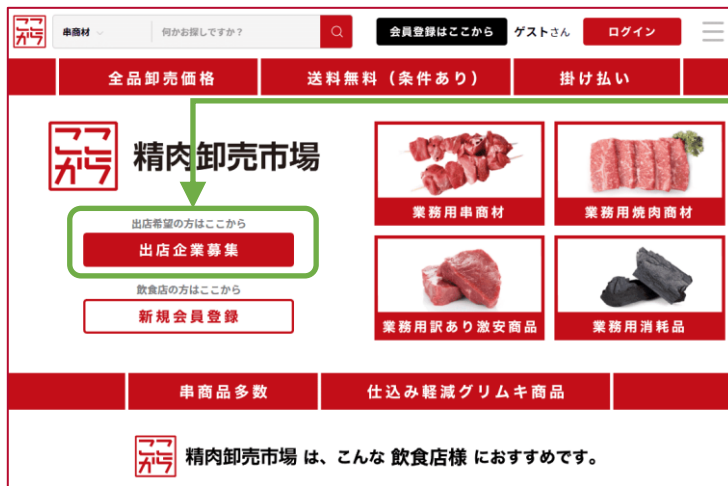 ここから
串商材
何かお探しですか？
会員登録はここから
ゲストさん
ログイン
全品卸売価格
送料無料（条件あり）
掛け払い
ここから
精肉卸売市場
出店希望の方はここから
出店企業募集
飲食店の方はここから
新規会員登録
業務用串商材
業務用焼肉商材
業務用訳あり激安商品
業務用消耗品
串商品多数
仕込み軽減グリムキ商品
ここから
精肉卸売市場 は、こんな 飲食店様 におすすめです。